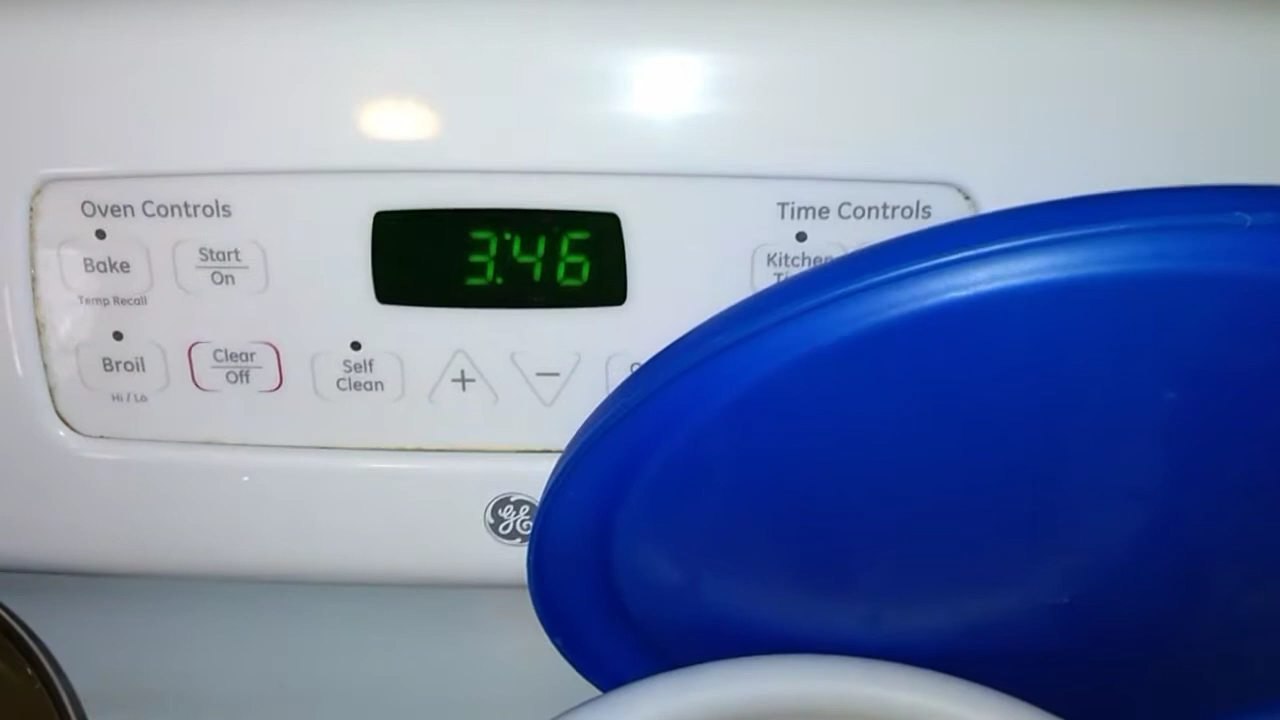 Oven Controls
Time Controls
3:46
Bake
Start
On
Kitchen
Temp Recall
Broil
Clear
Off
Self
Clean
+
−
Hi / Lo
GE